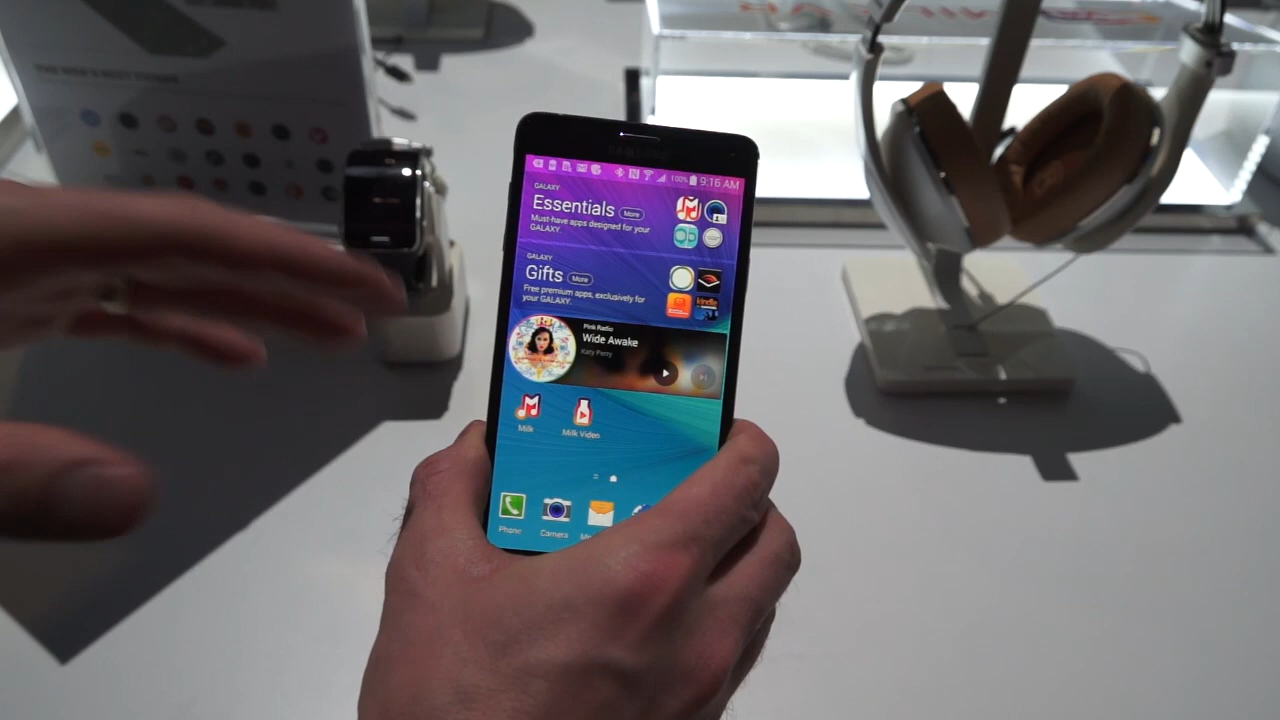 SAMSUNG
100% 9:16 AM
GALAXY
Essentials More
Must-have apps designed for your
GALAXY.
GALAXY
Gifts More
Free premium apps, exclusively for
your GALAXY.
kindle
Pink Radio
Wide Awake
Katy Perry
Milk
Milk Video
Phone
Camera